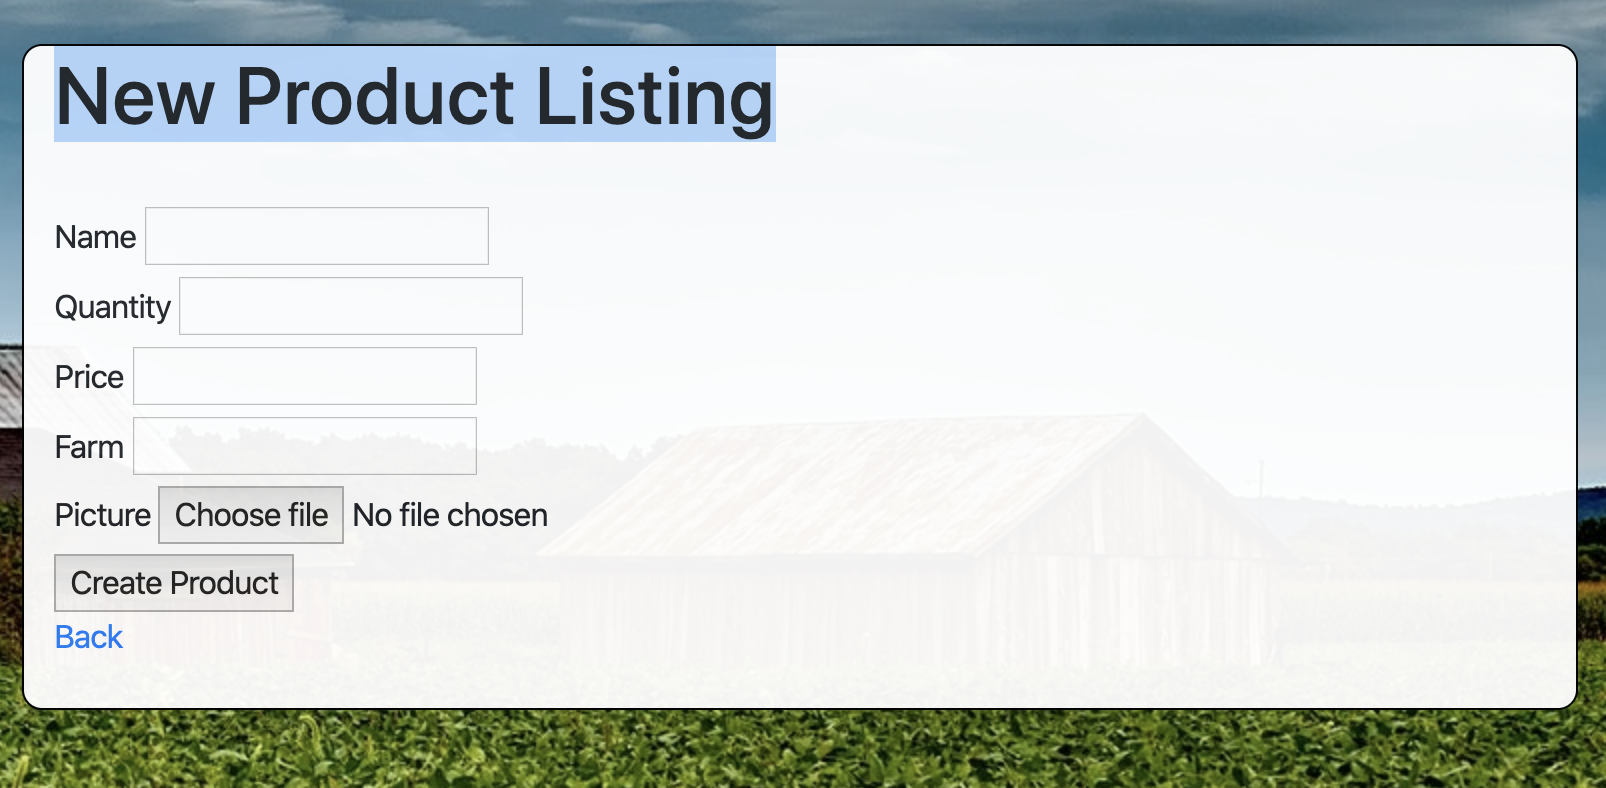 New Product Listing
Name
Quantity
Price
Farm
Picture Choose file No file chosen
Create Product
Back